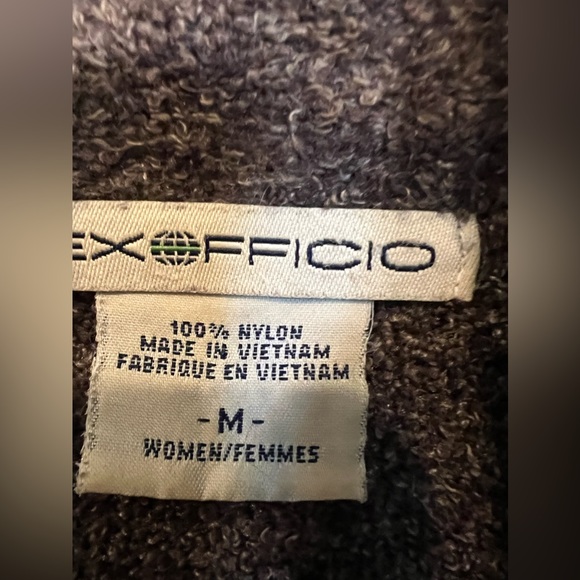 EXOFFICIO
100% NYLON
MADE IN VIETNAM
FABRIQUE EN VIETNAM
- M -
WOMEN/FEMMES